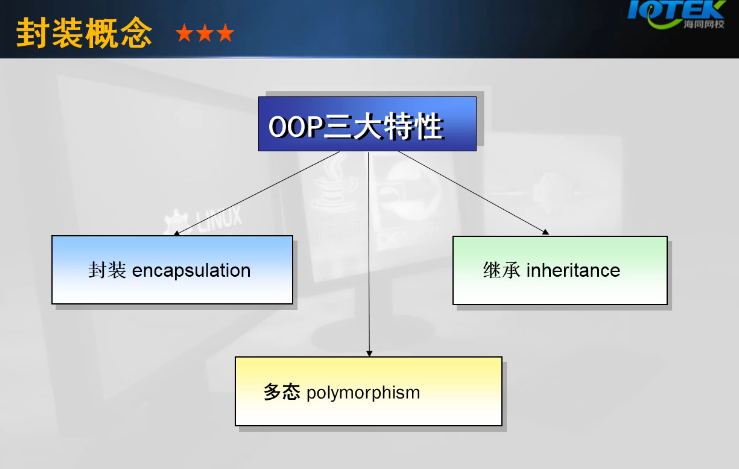 封装概念 ★★★
IOTEK
海同网校
OOP三大特性
LINUX
封装 encapsulation
继承 inheritance
多态 polymorphism